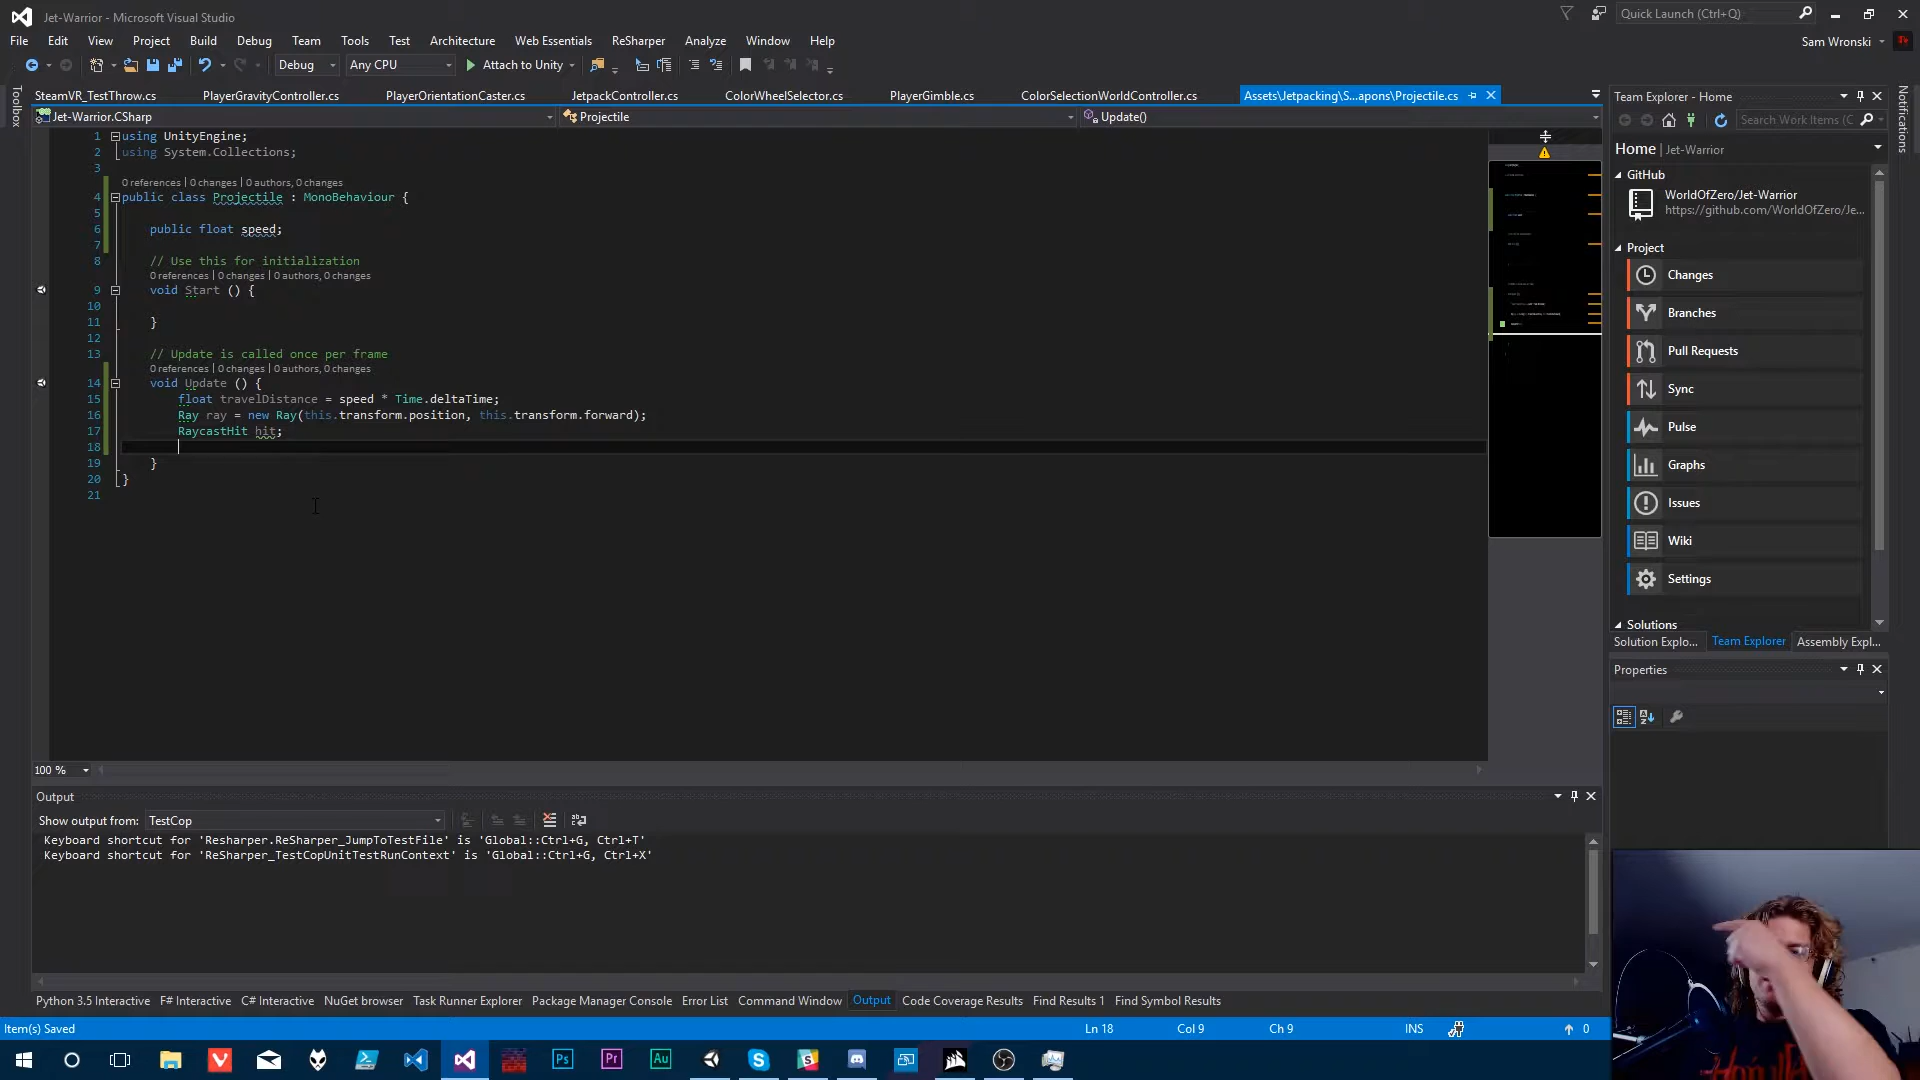 Jet-Warrior - Microsoft Visual Studio
Quick Launch (Ctrl+Q)
File Edit View Project Build Debug Team Tools Test Architecture Web Essentials ReSharper Analyze Window Help
Sam Wronski
Debug Any CPU Attach to Unity
Toolbox
SteamVR_TestThrow.cs PlayerGravityController.cs PlayerOrientationCaster.cs JetpackController.cs ColorWheelSelector.cs PlayerGimble.cs ColorSelectionWorldController.cs Assets\Jetpacking\S...apons\Projectile.cs
Jet-Warrior.CSharp Projectile Update()
1 using UnityEngine;
2 using System.Collections;
3
0 references | 0 changes | 0 authors, 0 changes
4 public class Projectile : MonoBehaviour {
5
6 public float speed;
7
8 // Use this for initialization
0 references | 0 changes | 0 authors, 0 changes
9 void Start () {
10
11 }
12
13 // Update is called once per frame
0 references | 0 changes | 0 authors, 0 changes
14 void Update () {
15 float travelDistance = speed * Time.deltaTime;
16 Ray ray = new Ray(this.transform.position, this.transform.forward);
17 RaycastHit hit;
18
19 }
20 }
21
100 %
Output
Show output from: TestCop
Keyboard shortcut for 'Resharper.ReSharper_JumpToTestFile' is 'Global::Ctrl+G, Ctrl+T'
Keyboard shortcut for 'ReSharper_TestCopUnitTestRunContext' is 'Global::Ctrl+G, Ctrl+X'
Python 3.5 Interactive F# Interactive C# Interactive NuGet browser Task Runner Explorer Package Manager Console Error List Command Window Output Code Coverage Results Find Results 1 Find Symbol Results
Item(s) Saved Ln 18 Col 9 Ch 9 INS 0
Team Explorer - Home
Search Work Items (C
Home | Jet-Warrior
GitHub
WorldOfZero/Jet-Warrior
https://github.com/WorldOfZero/Je...
Project
Changes
Branches
Pull Requests
Sync
Pulse
Graphs
Issues
Wiki
Settings
Solutions
Solution Explo... Team Explorer Assembly Expl...
Properties
Notifications
Ps Pr Au